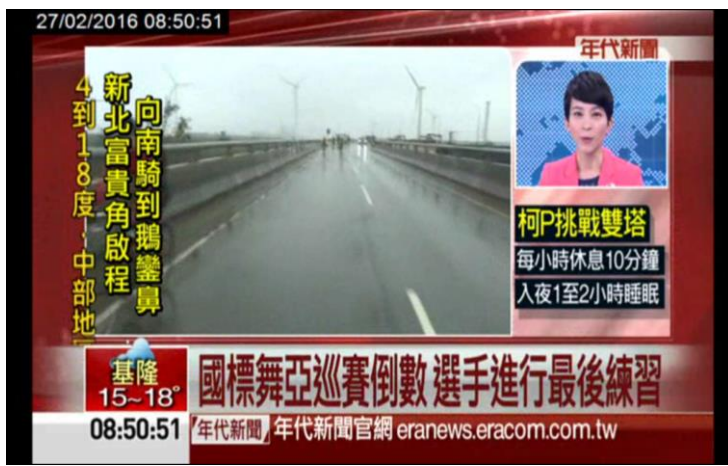 27/02/2016 08:50:51
年代新聞
向南騎到鵝鑾鼻
新北富貴角啟程
4到18度
中部地
柯P挑戰雙塔
每小時休息10分鐘
入夜1至2小時睡眠
基隆
15~18°
國標舞亞巡賽倒數 選手進行最後練習
08:50:51
「年代新聞」年代新聞官網 eranews.eracom.com.tw